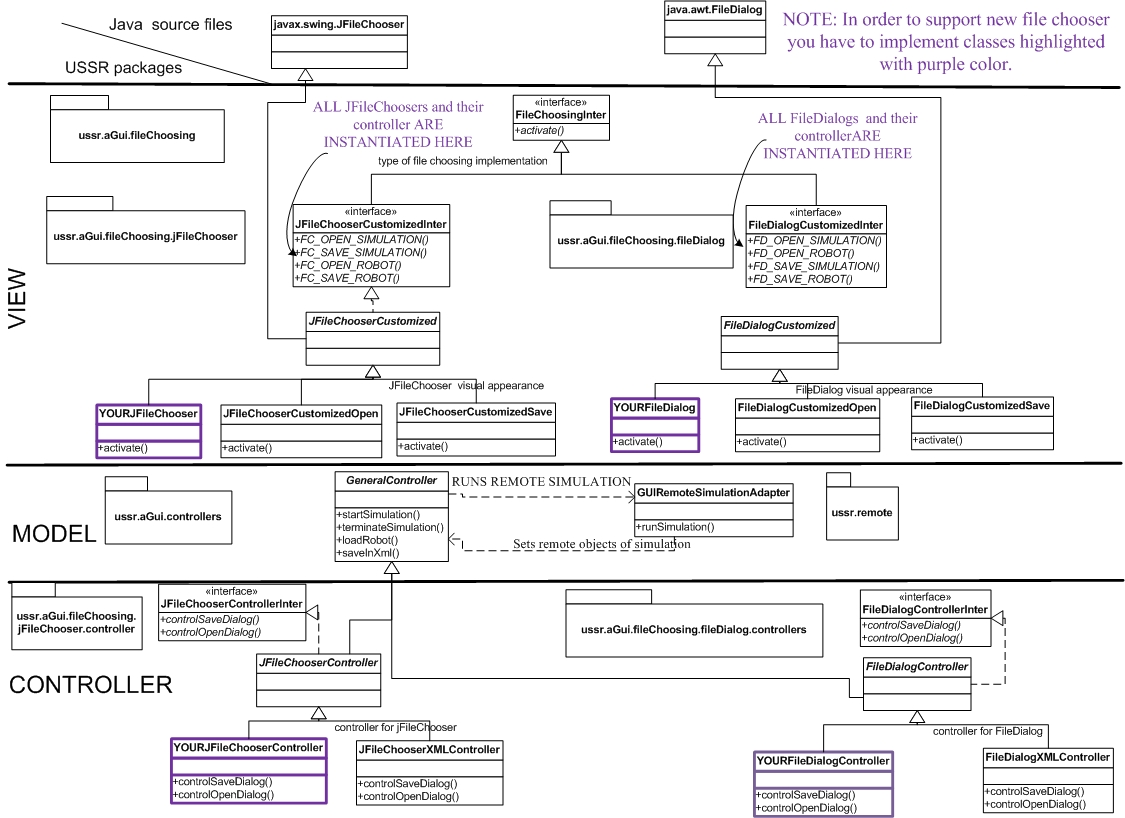 Java source files
USSR packages
javax.swing.JFileChooser
java.awt.FileDialog
NOTE: In order to support new file chooser
you have to implement classes highlighted
with purple color.
VIEW
ussr.aGui.fileChoosing
ALL JFileChoosers and their
controller ARE
INSTANTIATED HERE
«interface»
FileChoosingInter
+activate()
ALL FileDialogs and their
controllerARE
INSTANTIATED HERE
type of file choosing implementation
ussr.aGui.fileChoosing.jFileChooser
«interface»
JFileChooserCustomizedInter
+FC_OPEN_SIMULATION()
+FC_SAVE_SIMULATION()
+FC_OPEN_ROBOT()
+FC_SAVE_ROBOT()
ussr.aGui.fileChoosing.fileDialog
«interface»
FileDialogCustomizedInter
+FD_OPEN_SIMULATION()
+FD_OPEN_ROBOT()
+FD_SAVE_SIMULATION()
+FD_SAVE_ROBOT()
JFileChooserCustomized
FileDialogCustomized
JFileChooser visual appearance
FileDialog visual appearance
YOURJFileChooser
+activate()
JFileChooserCustomizedOpen
+activate()
JFileChooserCustomizedSave
+activate()
YOURFileDialog
+activate()
FileDialogCustomizedOpen
+activate()
FileDialogCustomizedSave
+activate()
MODEL
ussr.aGui.controllers
GeneralController
+startSimulation()
+terminateSimulation()
+loadRobot()
+saveInXml()
RUNS REMOTE SIMULATION
GUIRemoteSimulationAdapter
+runSimulation()
Sets remote objects of simulation
ussr.remote
CONTROLLER
ussr.aGui.fileChoosing.
jFileChooser.controller
«interface»
JFileChooserControllerInter
+controlSaveDialog()
+controlOpenDialog()
ussr.aGui.fileChoosing.fileDialog.controllers
«interface»
FileDialogControllerInter
+controlSaveDialog()
+controlOpenDialog()
JFileChooserController
FileDialogController
controller for jFileChooser
controller for FileDialog
YOURJFileChooserController
+controlSaveDialog()
+controlOpenDialog()
JFileChooserXMLController
+controlSaveDialog()
+controlOpenDialog()
YOURFileDialogController
+controlSaveDialog()
+controlOpenDialog()
FileDialogXMLController
+controlSaveDialog()
+controlOpenDialog()